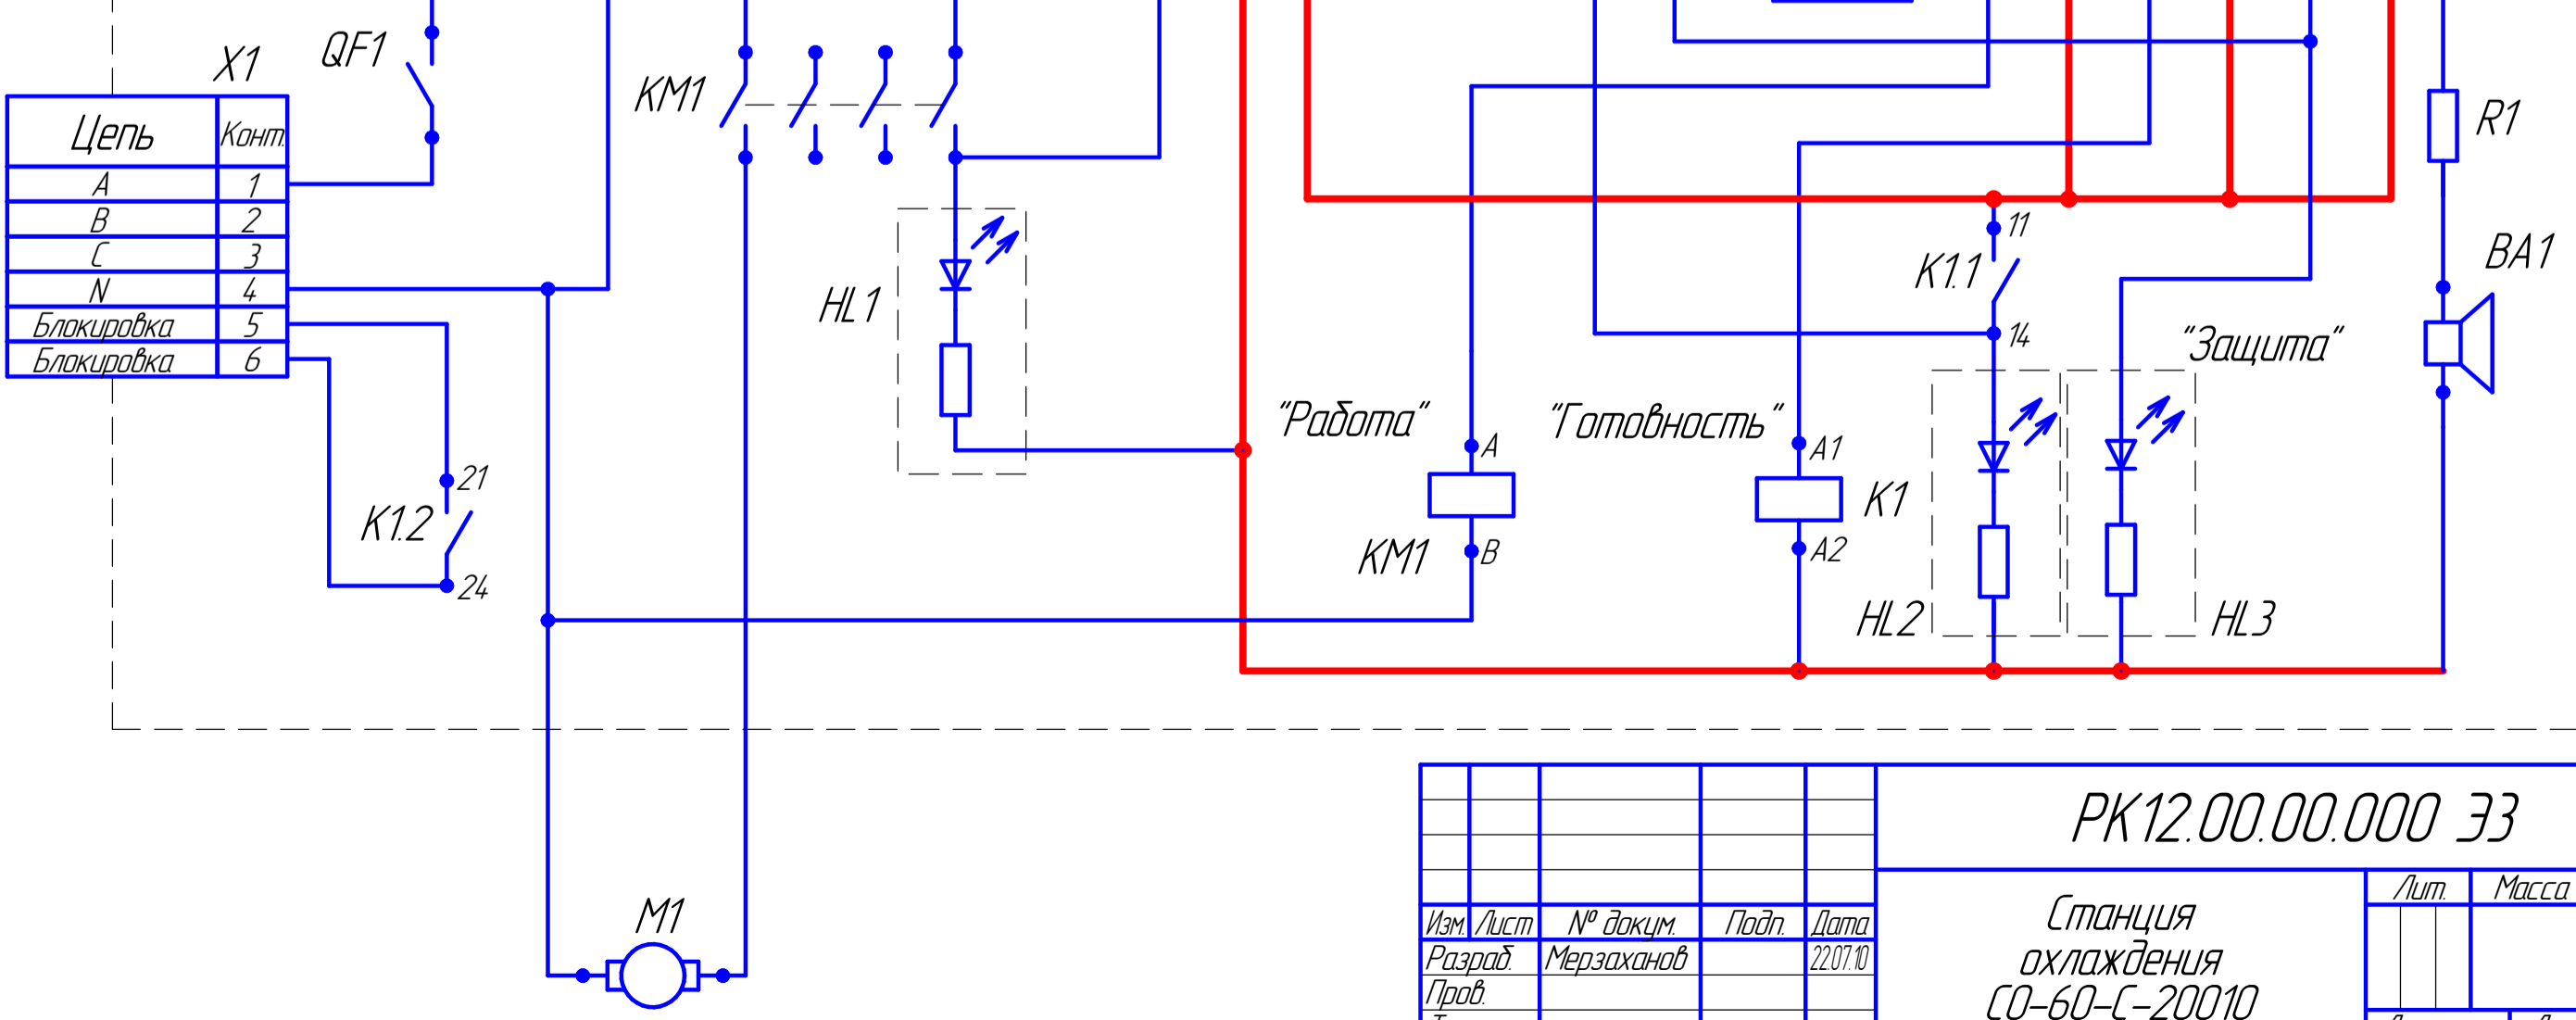 X1
QF1
KM1
R1
Цепь Конт.
A 1
B 2
C 3
N 4
Блокировка 5
Блокировка 6
11
K1.1
14
BA1
HL1
"Защита"
"Работа"
"Готовность"
A
A1
21
K1.2
24
K1
KM1
B
A2
HL2
HL3
M1
РК12.00.00.000 ЭЗ
Лит. Масса
Станция
охлаждения
СО-60-С-20010
Изм. Лист № докум. Подп. Дата
Разраб. Мерзаханов 22.07.10
Пров.